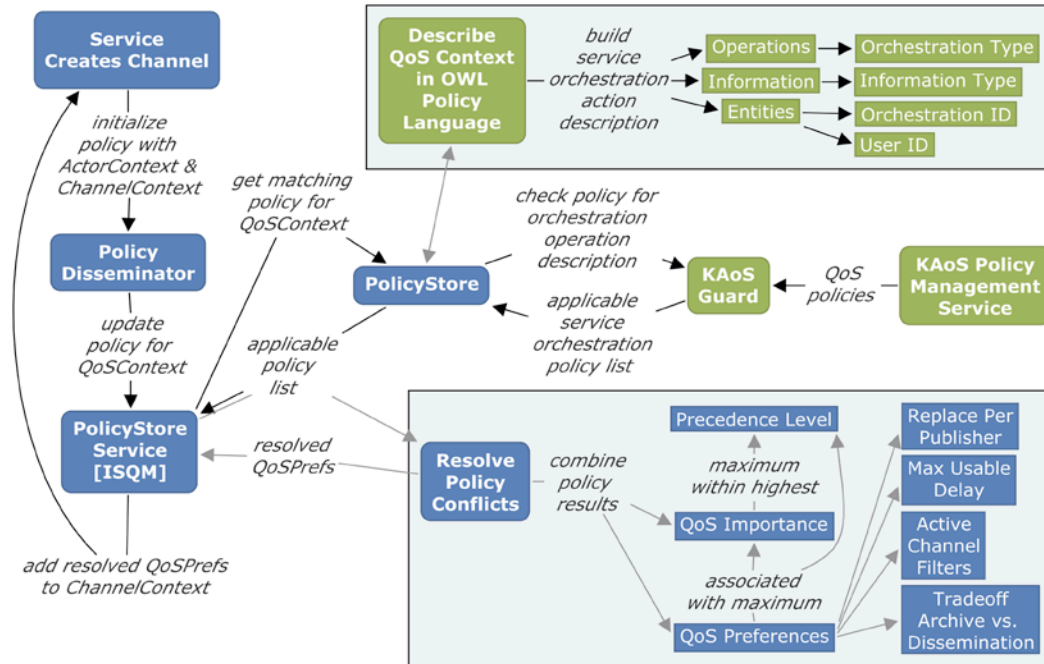 Service
Creates Channel
initialize
policy with
ActorContext &
ChannelContext
Policy
Disseminator
update
policy for
QoSContext
PolicyStore
Service
[ISQM]
add resolved QoSPrefs
to ChannelContext
get matching
policy for
QoSContext
applicable
policy
list
resolved
QoSPrefs
PolicyStore
Describe
QoS Context
in OWL
Policy
Language
build
service
orchestration
action
description
Operations
Information
Entities
Orchestration Type
Information Type
Orchestration ID
User ID
check policy for
orchestration
operation
description
applicable
service
orchestration
policy list
KAoS
Guard
QoS
policies
KAoS Policy
Management
Service
Resolve
Policy
Conflicts
combine
policy
results
Precedence Level
maximum
within highest
QoS Importance
associated
with maximum
QoS Preferences
Replace Per
Publisher
Max Usable
Delay
Active
Channel
Filters
Tradeoff
Archive vs.
Dissemination